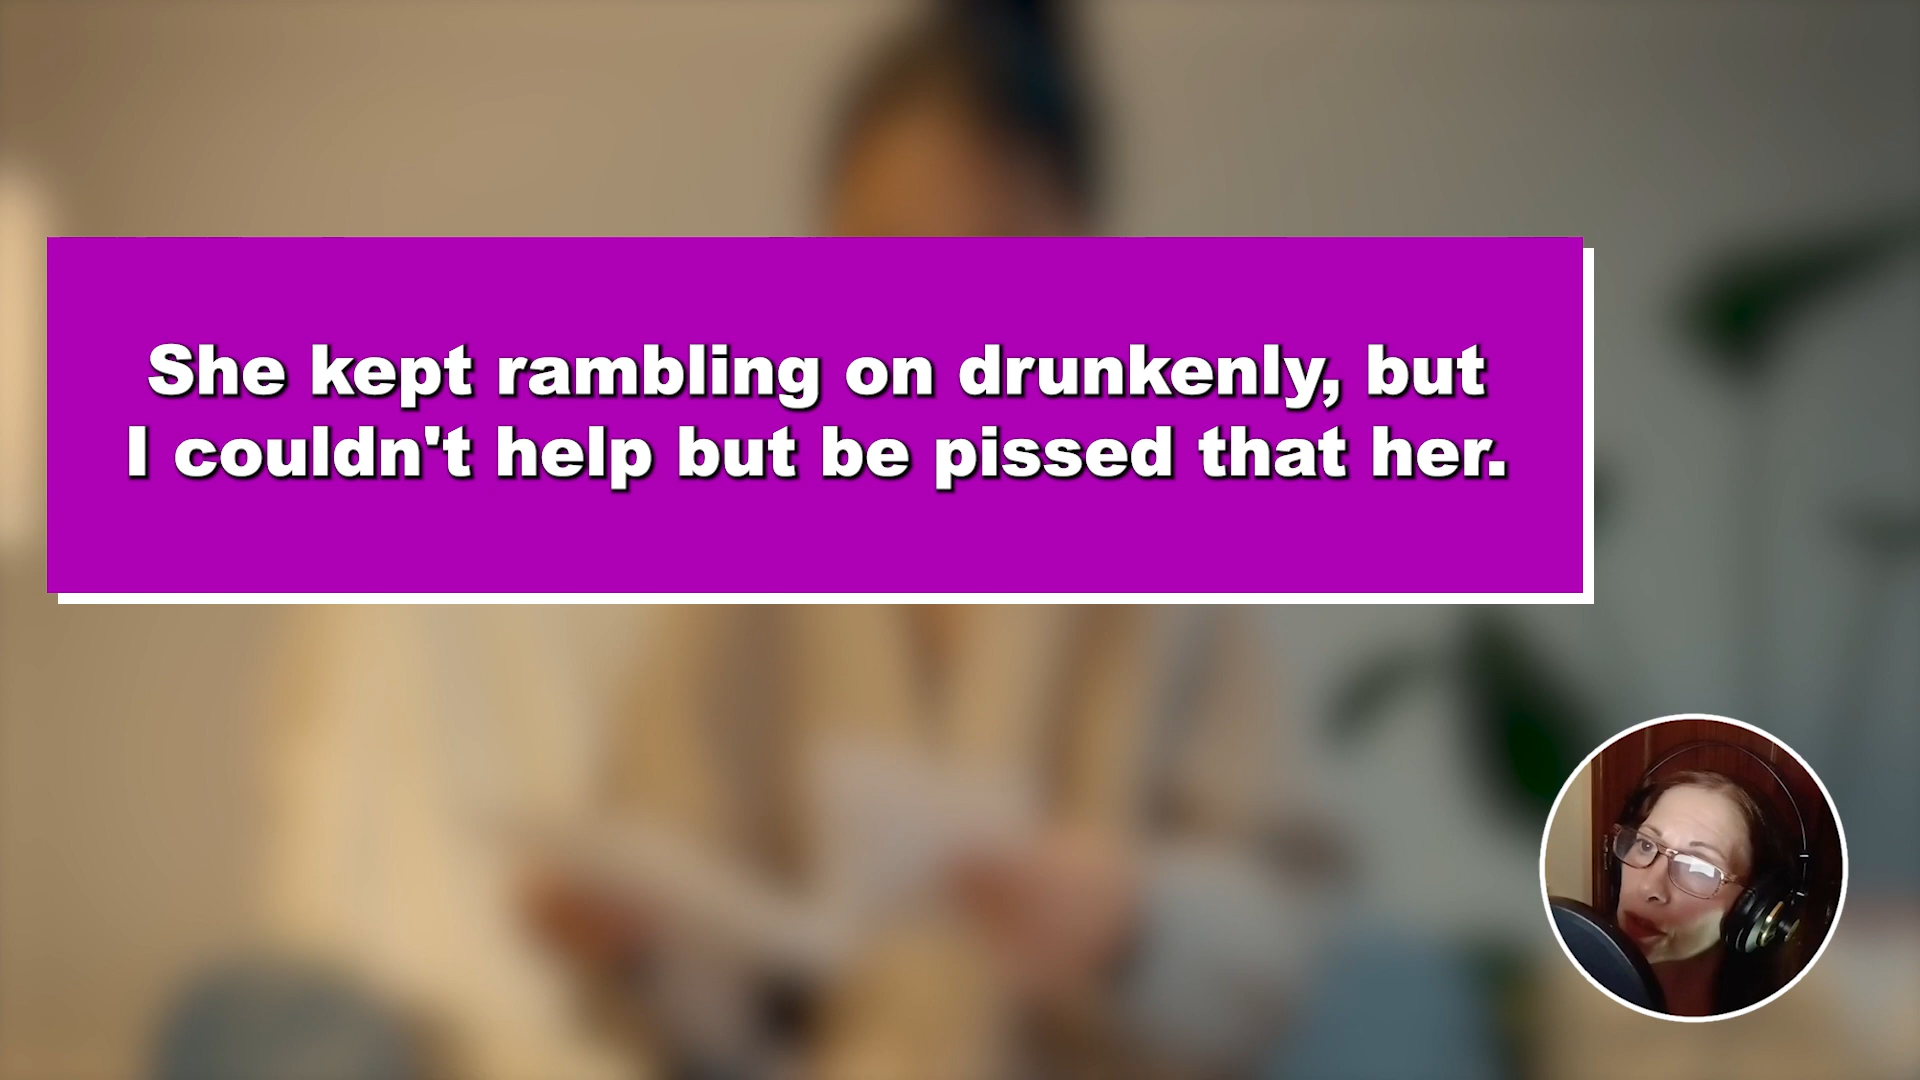 She kept rambling on drunkenly, but
I couldn't help but be pissed that her.